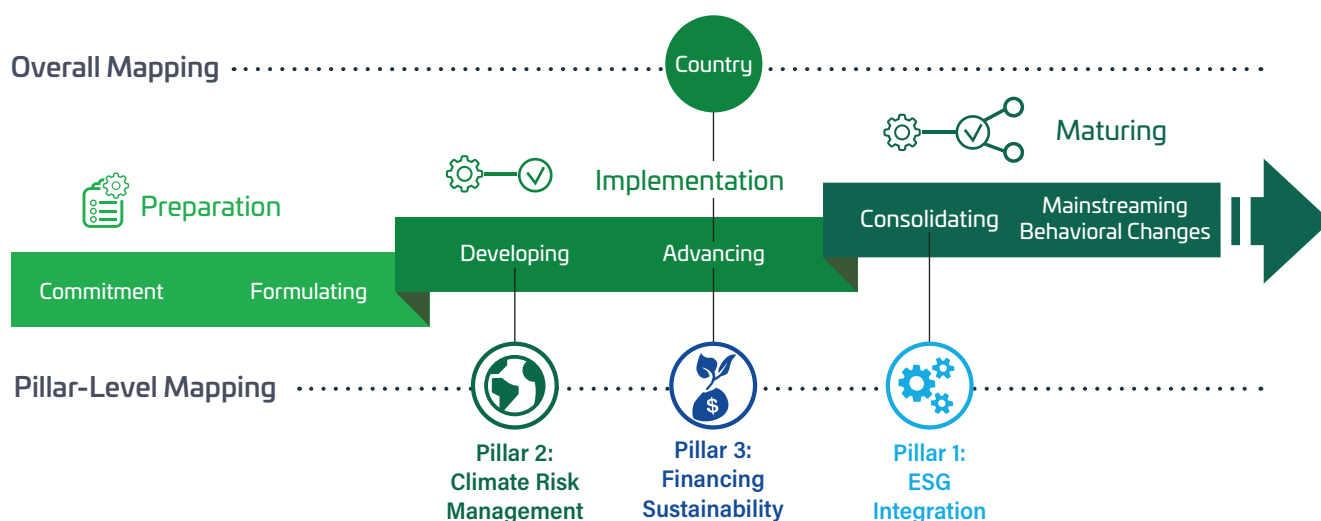 Overall Mapping
Country
Maturing
Implementation
Preparation
Consolidating
Mainstreaming
Behavioral Changes
Developing
Advancing
Commitment
Formulating
Pillar-Level Mapping
$
Pillar 2:
Climate Risk
Management
Pillar 3:
Financing
Sustainability
Pillar 1:
ESG
Integration